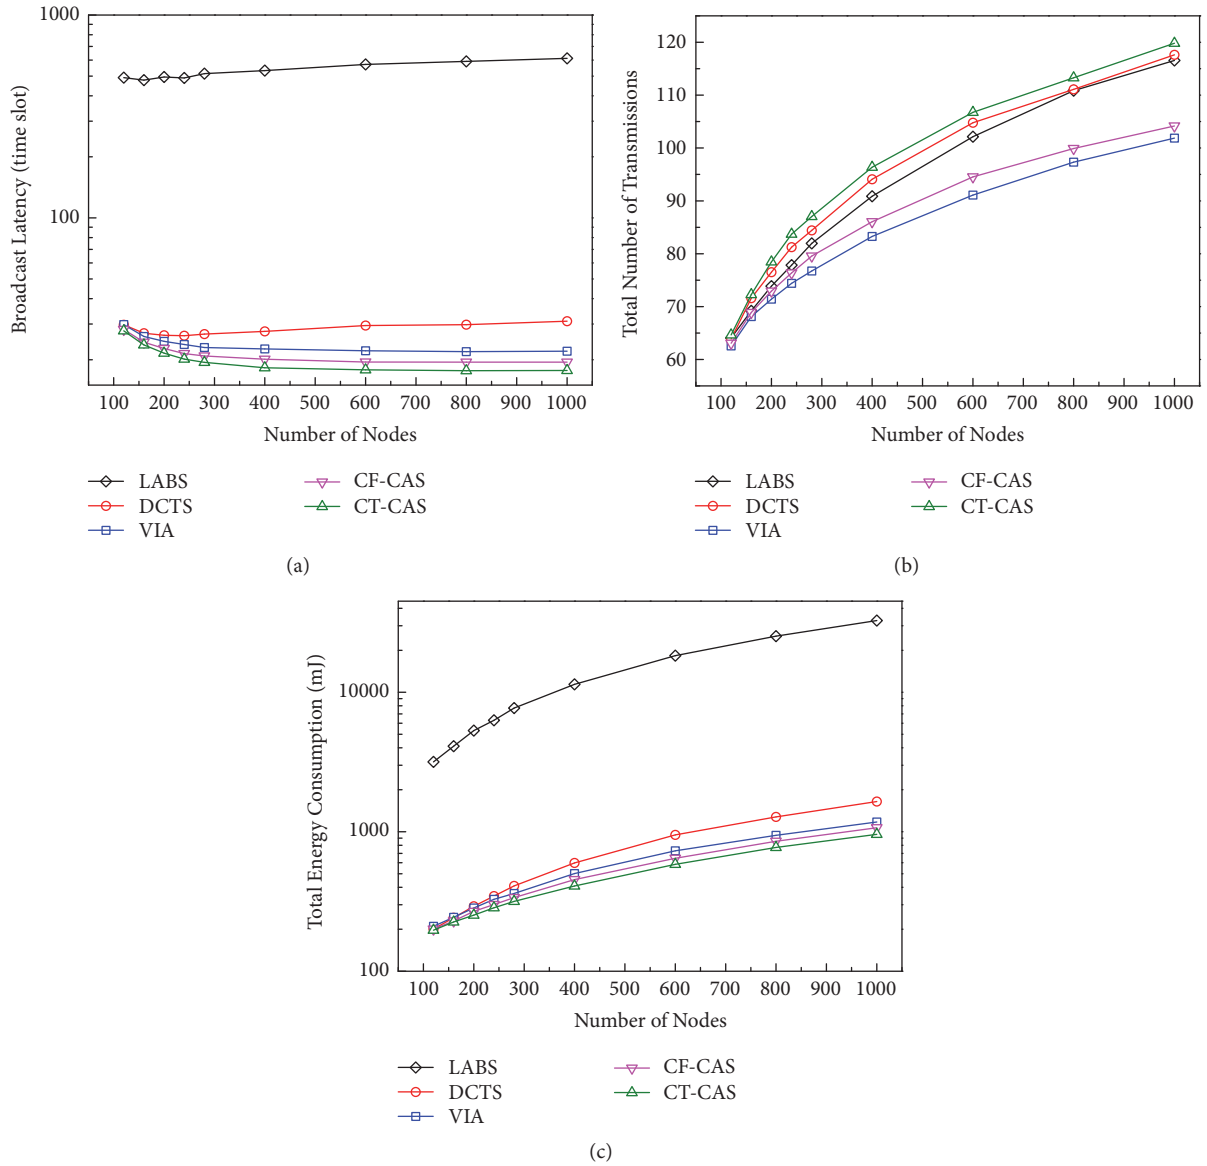 1000
100
Broadcast Latency (time slot)
100 200 300 400 500 600 700 800 900 1000
Number of Nodes
LABS
DCTS
VIA
CF-CAS
CT-CAS
(a)
120
110
100
90
80
70
60
Total Number of Transmissions
100 200 300 400 500 600 700 800 900 1000
Number of Nodes
LABS
DCTS
VIA
CF-CAS
CT-CAS
(b)
10000
1000
100
Total Energy Consumption (mJ)
100 200 300 400 500 600 700 800 900 1000
Number of Nodes
LABS
DCTS
VIA
CF-CAS
CT-CAS
(c)